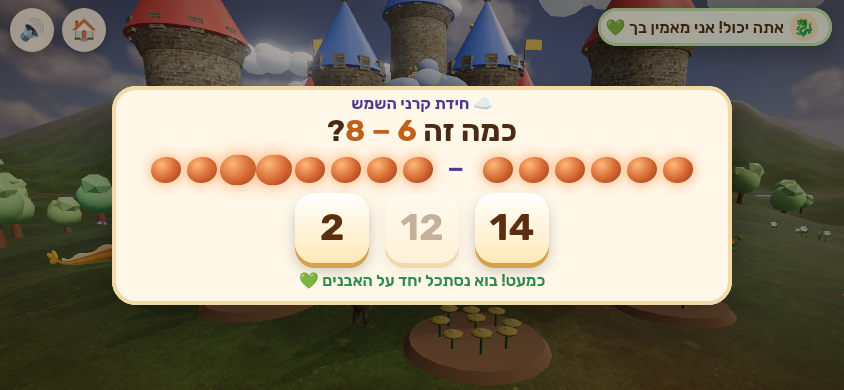 אתה יכול! אני מאמין בך 💚
☁️ חידת קרני השמש
כמה זה 8 – 6?
–
2 12 14
כמעט! בוא נסתכל יחד על האבנים 💚